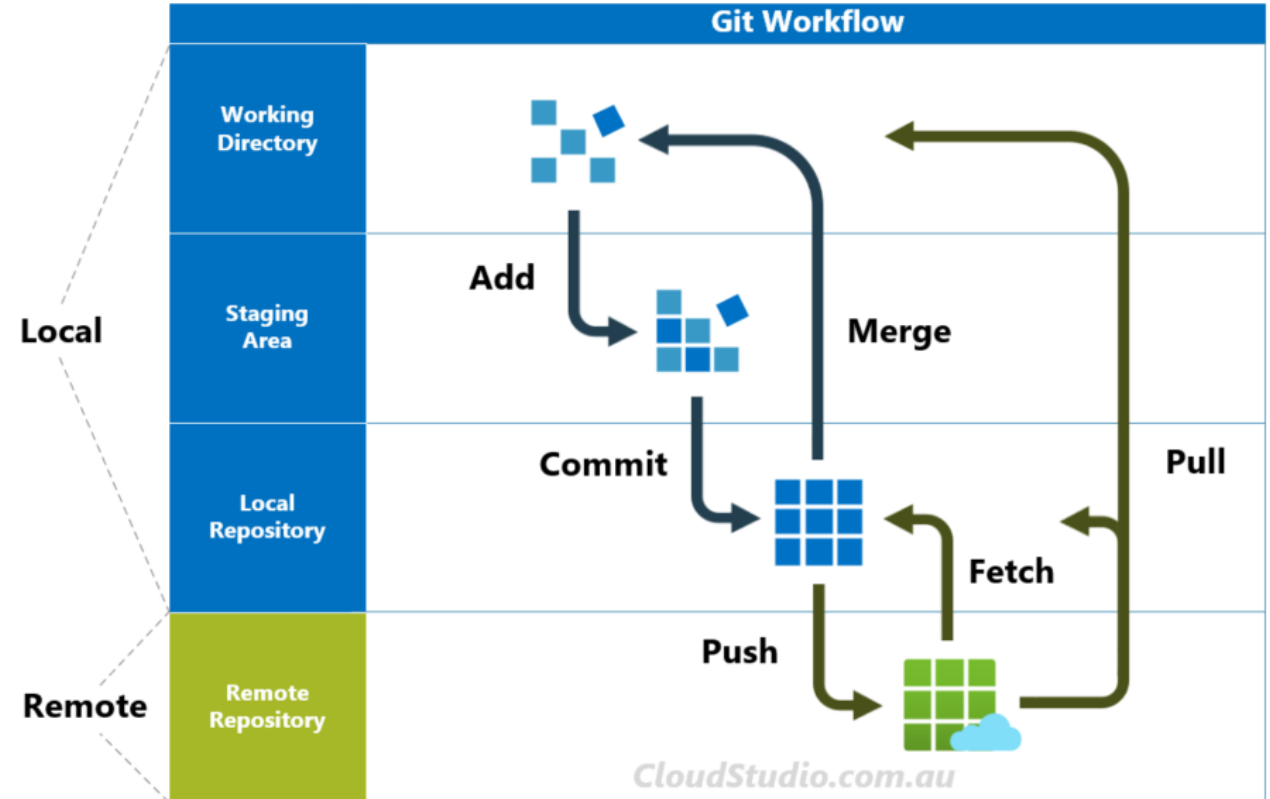 Git Workflow
Working
Directory
Add
Staging
Area
Local
Merge
Commit
Pull
Local
Repository
Fetch
Push
Remote
Remote
Repository
CloudStudio.com.au